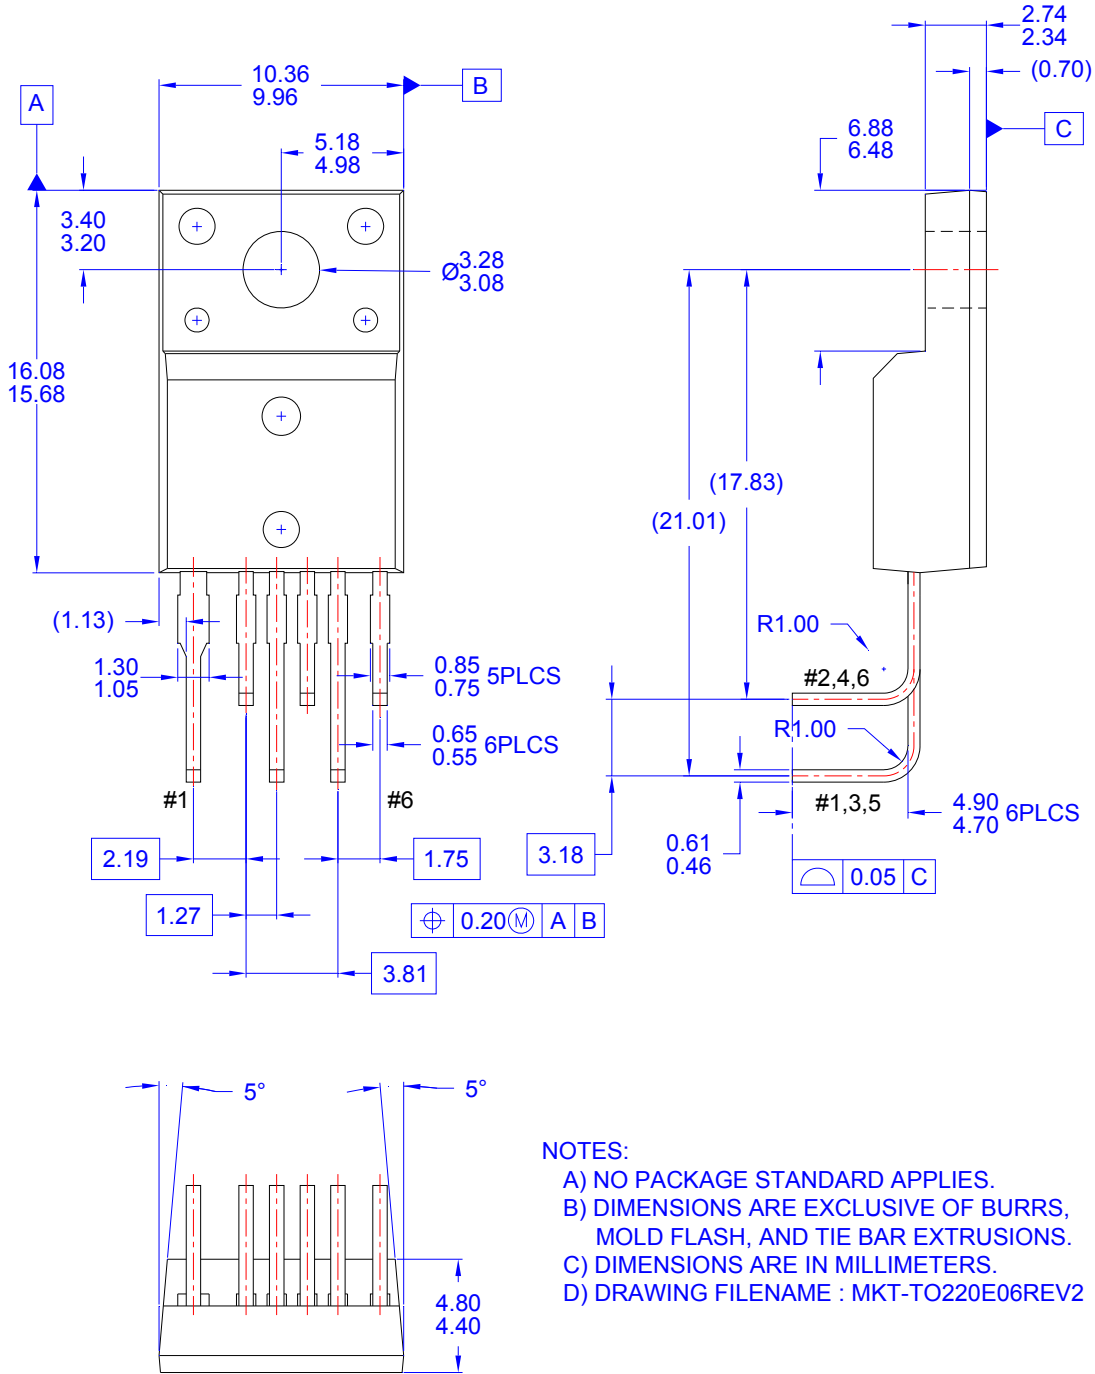 2.74
2.34
(0.70)
10.36
9.96
B
A
C
5.18
4.98
6.88
6.48
3.40
3.20
Ø3.28
3.08
16.08
15.68
(17.83)
(21.01)
(1.13)
R1.00
1.30
1.05
0.85
0.75 5PLCS
#2,4,6
0.65
0.55 6PLCS
R1.00
#1
#6
#1,3,5
4.90
4.70 6PLCS
2.19
1.75
3.18
0.61
0.46
0.05 C
1.27
0.20Ⓜ A B
3.81
5°
5°
4.80
4.40
NOTES:
A) NO PACKAGE STANDARD APPLIES.
B) DIMENSIONS ARE EXCLUSIVE OF BURRS,
MOLD FLASH, AND TIE BAR EXTRUSIONS.
C) DIMENSIONS ARE IN MILLIMETERS.
D) DRAWING FILENAME : MKT-TO220E06REV2